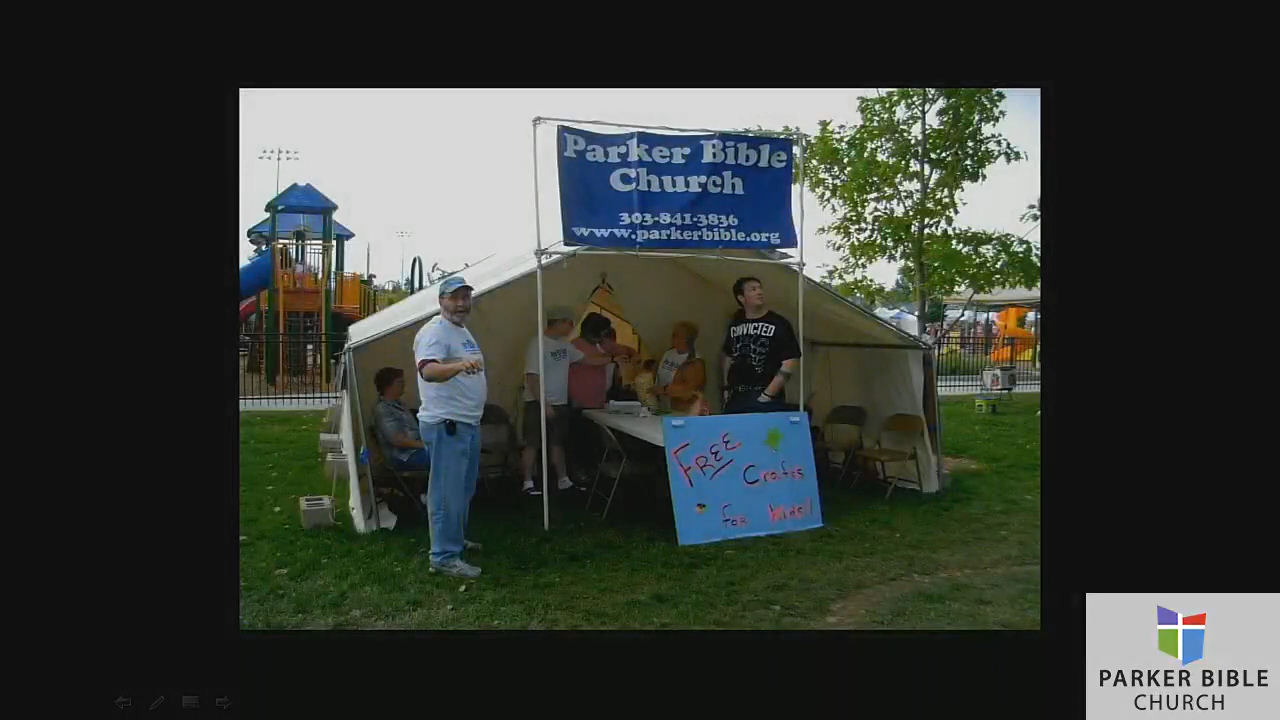 Parker Bible
Church
303-841-3836
www.parkerbible.org
CONVICTED
FREE
Crafts
For Kids!
PARKER BIBLE
CHURCH